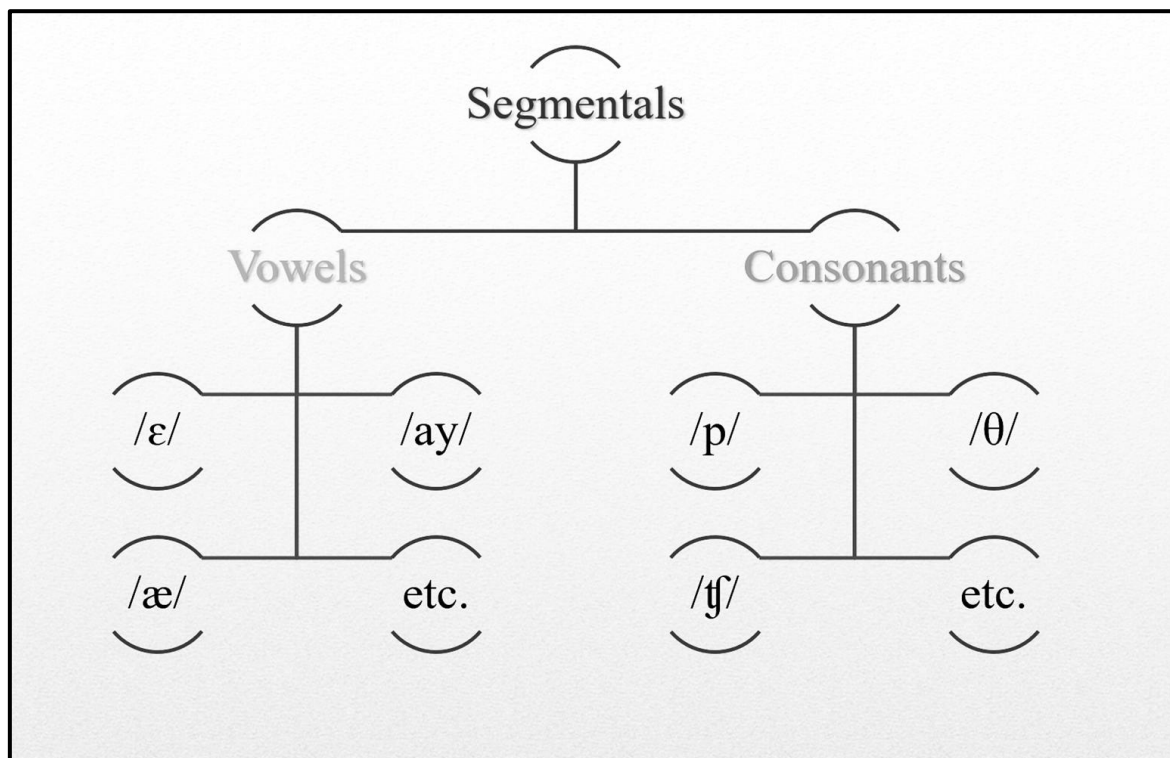 Segmentals
Vowels
Consonants
/ɛ/
/ay/
/p/
/θ/
/æ/
etc.
/ʧ/
etc.